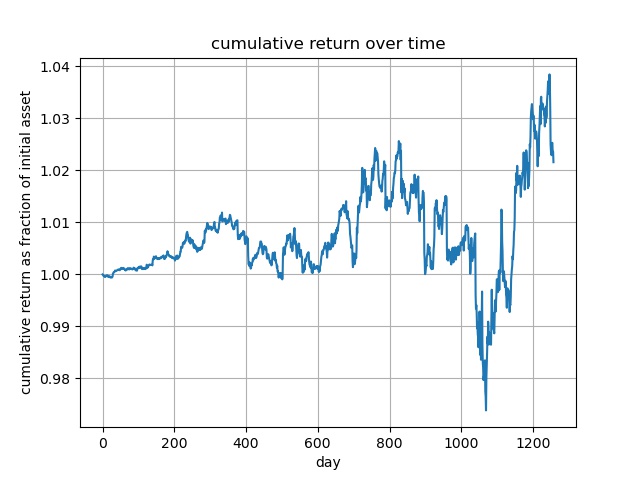 cumulative return over time
cumulative return as fraction of initial asset
1.04
1.03
1.02
1.01
1.00
0.99
0.98
0 200 400 600 800 1000 1200
day